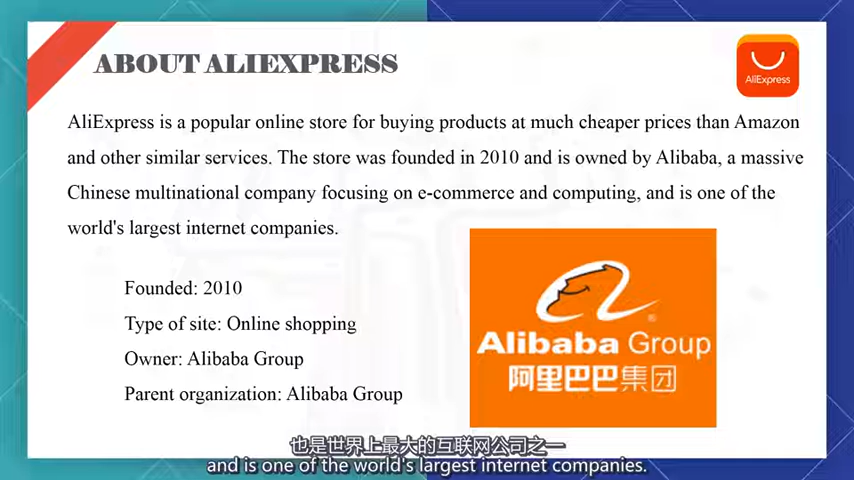 ABOUT ALIEXPRESS
AliExpress
AliExpress is a popular online store for buying products at much cheaper prices than Amazon
and other similar services. The store was founded in 2010 and is owned by Alibaba, a massive
Chinese multinational company focusing on e-commerce and computing, and is one of the
world's largest internet companies.
Founded: 2010
Type of site: Online shopping
Owner: Alibaba Group
Parent organization: Alibaba Group
Alibaba Group
阿里巴巴集团
也是世界上最大的互联网公司之一
and is one of the world's largest internet companies.